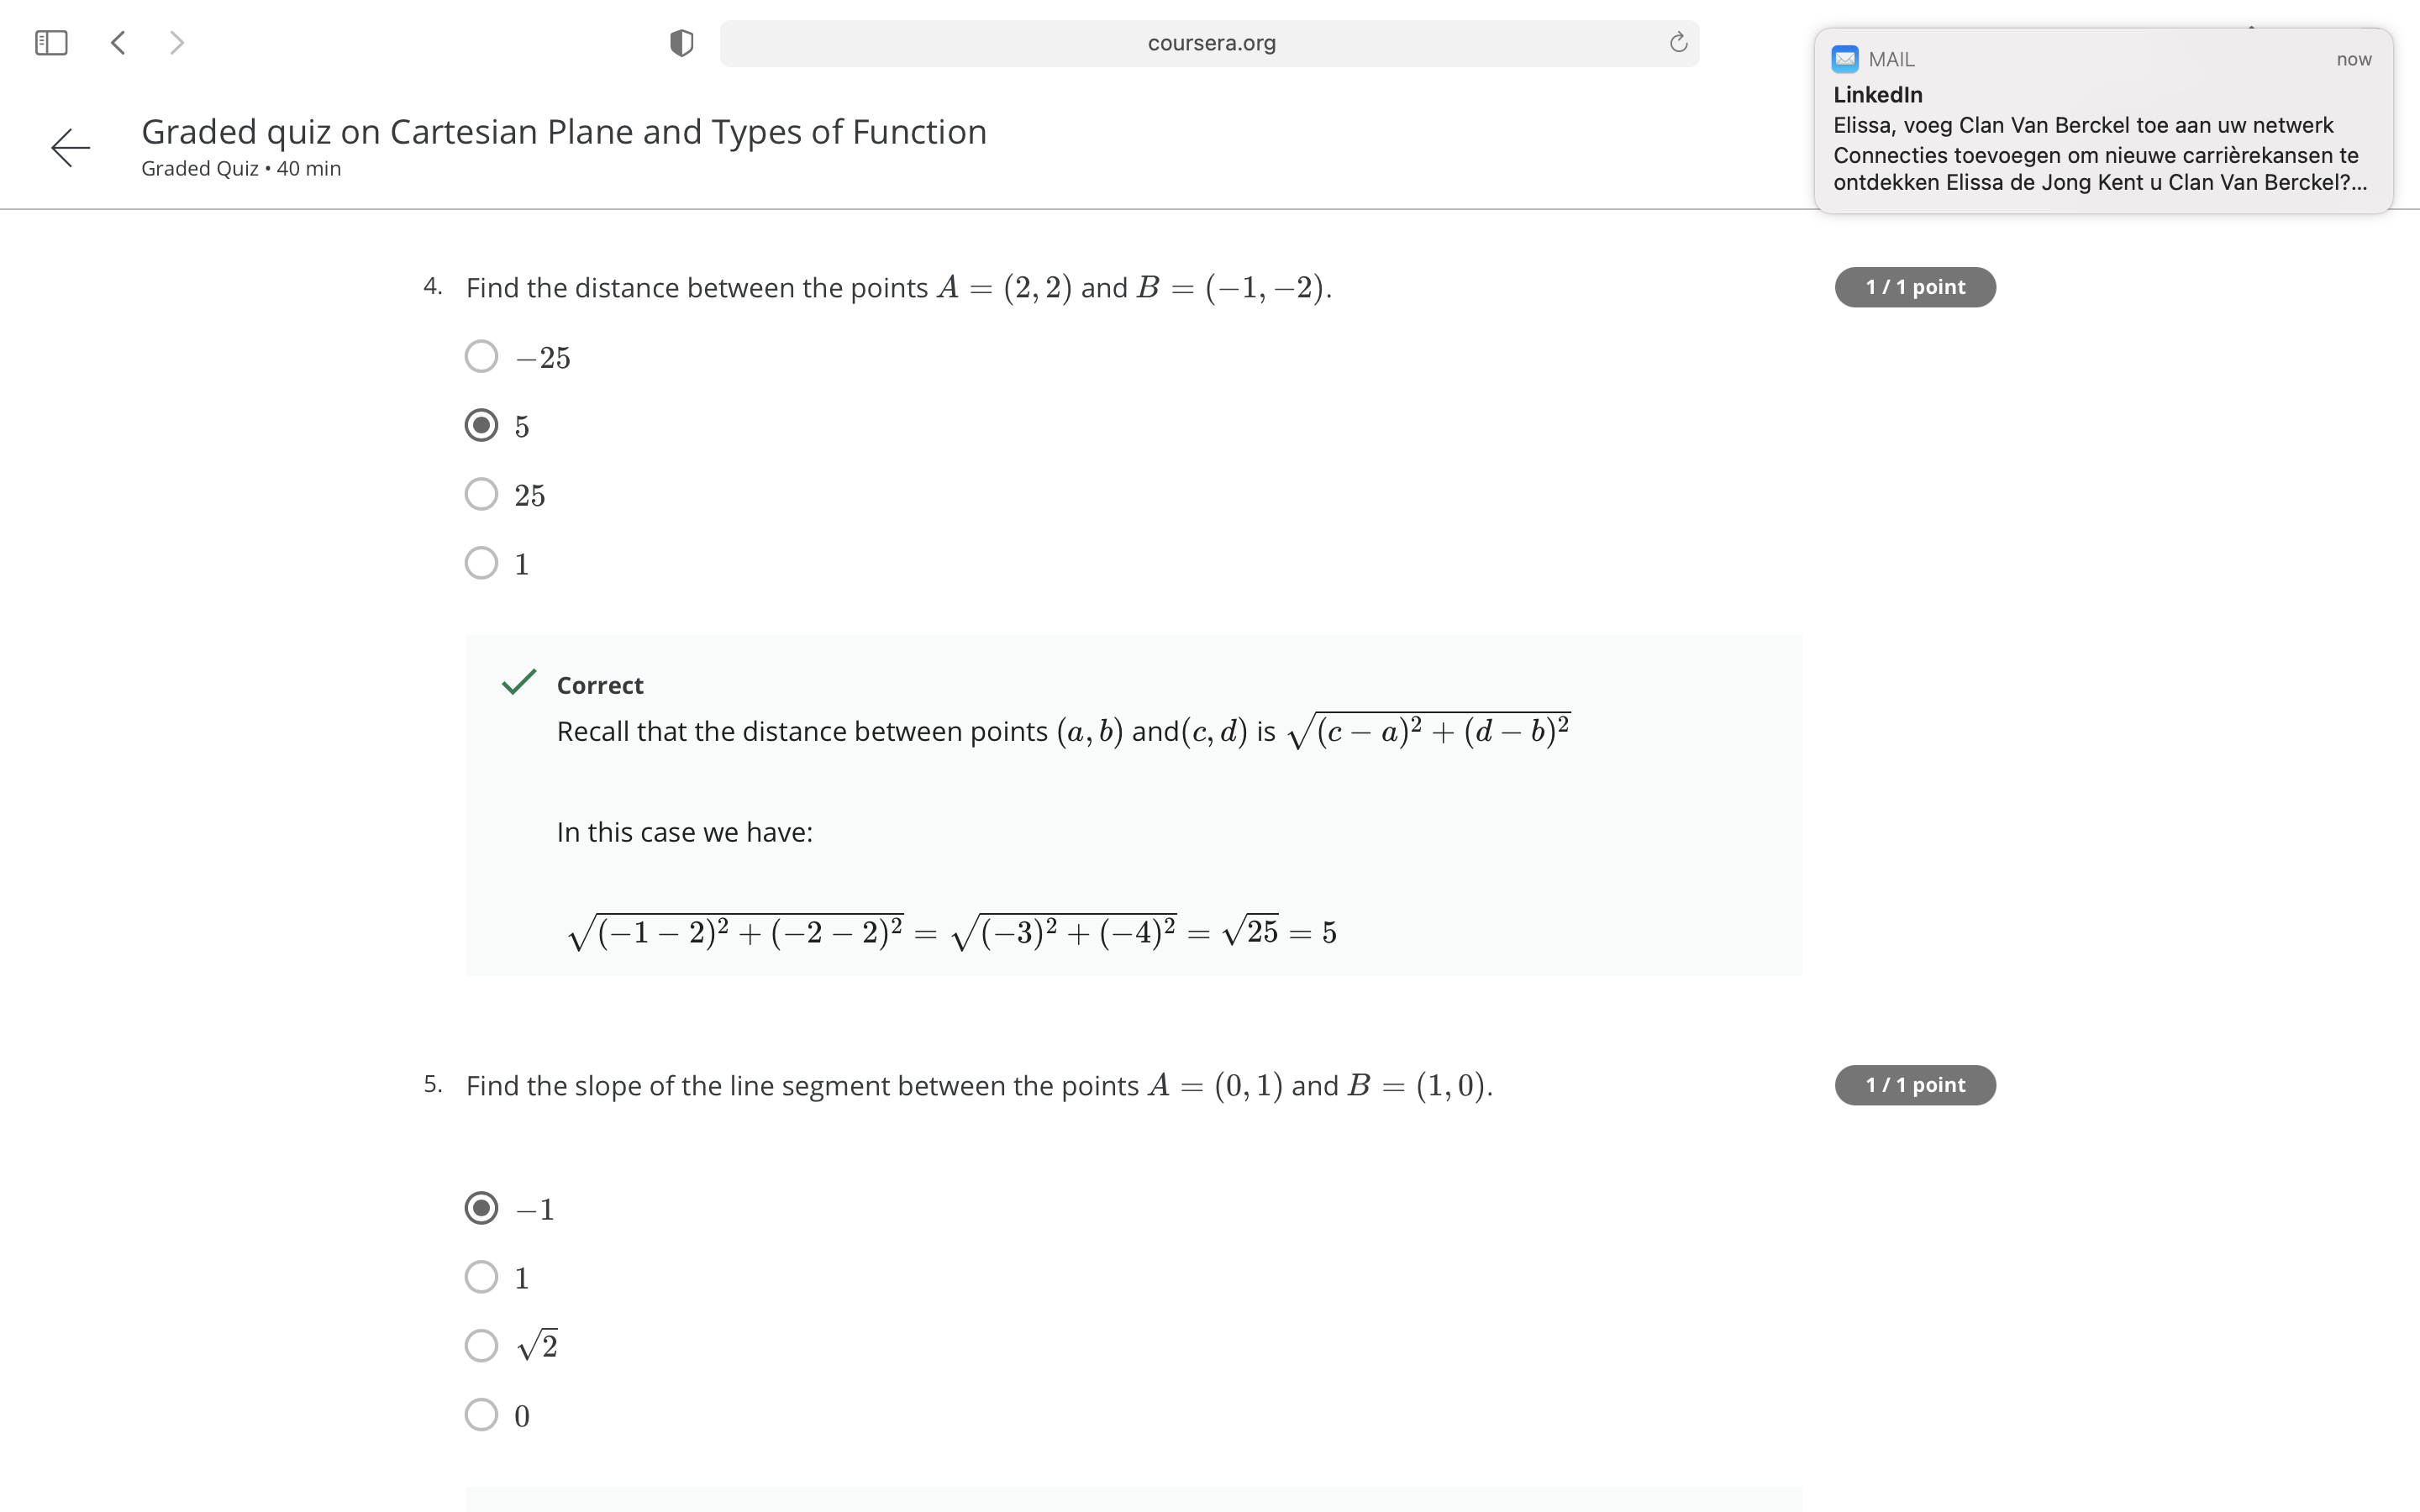 coursera.org
MAIL now
LinkedIn
Elissa, voeg Clan Van Berckel toe aan uw netwerk
Connecties toevoegen om nieuwe carrièrekansen te
ontdekken Elissa de Jong Kent u Clan Van Berckel?...
Graded quiz on Cartesian Plane and Types of Function
Graded Quiz • 40 min
4. Find the distance between the points A = (2, 2) and B = (−1, −2).
1 / 1 point
−25
5
25
1
Correct
Recall that the distance between points (a, b) and(c, d) is √(c − a)² + (d − b)²
In this case we have:
√(−1 − 2)² + (−2 − 2)² = √(−3)² + (−4)² = √25 = 5
5. Find the slope of the line segment between the points A = (0, 1) and B = (1, 0).
1 / 1 point
−1
1
√2
0